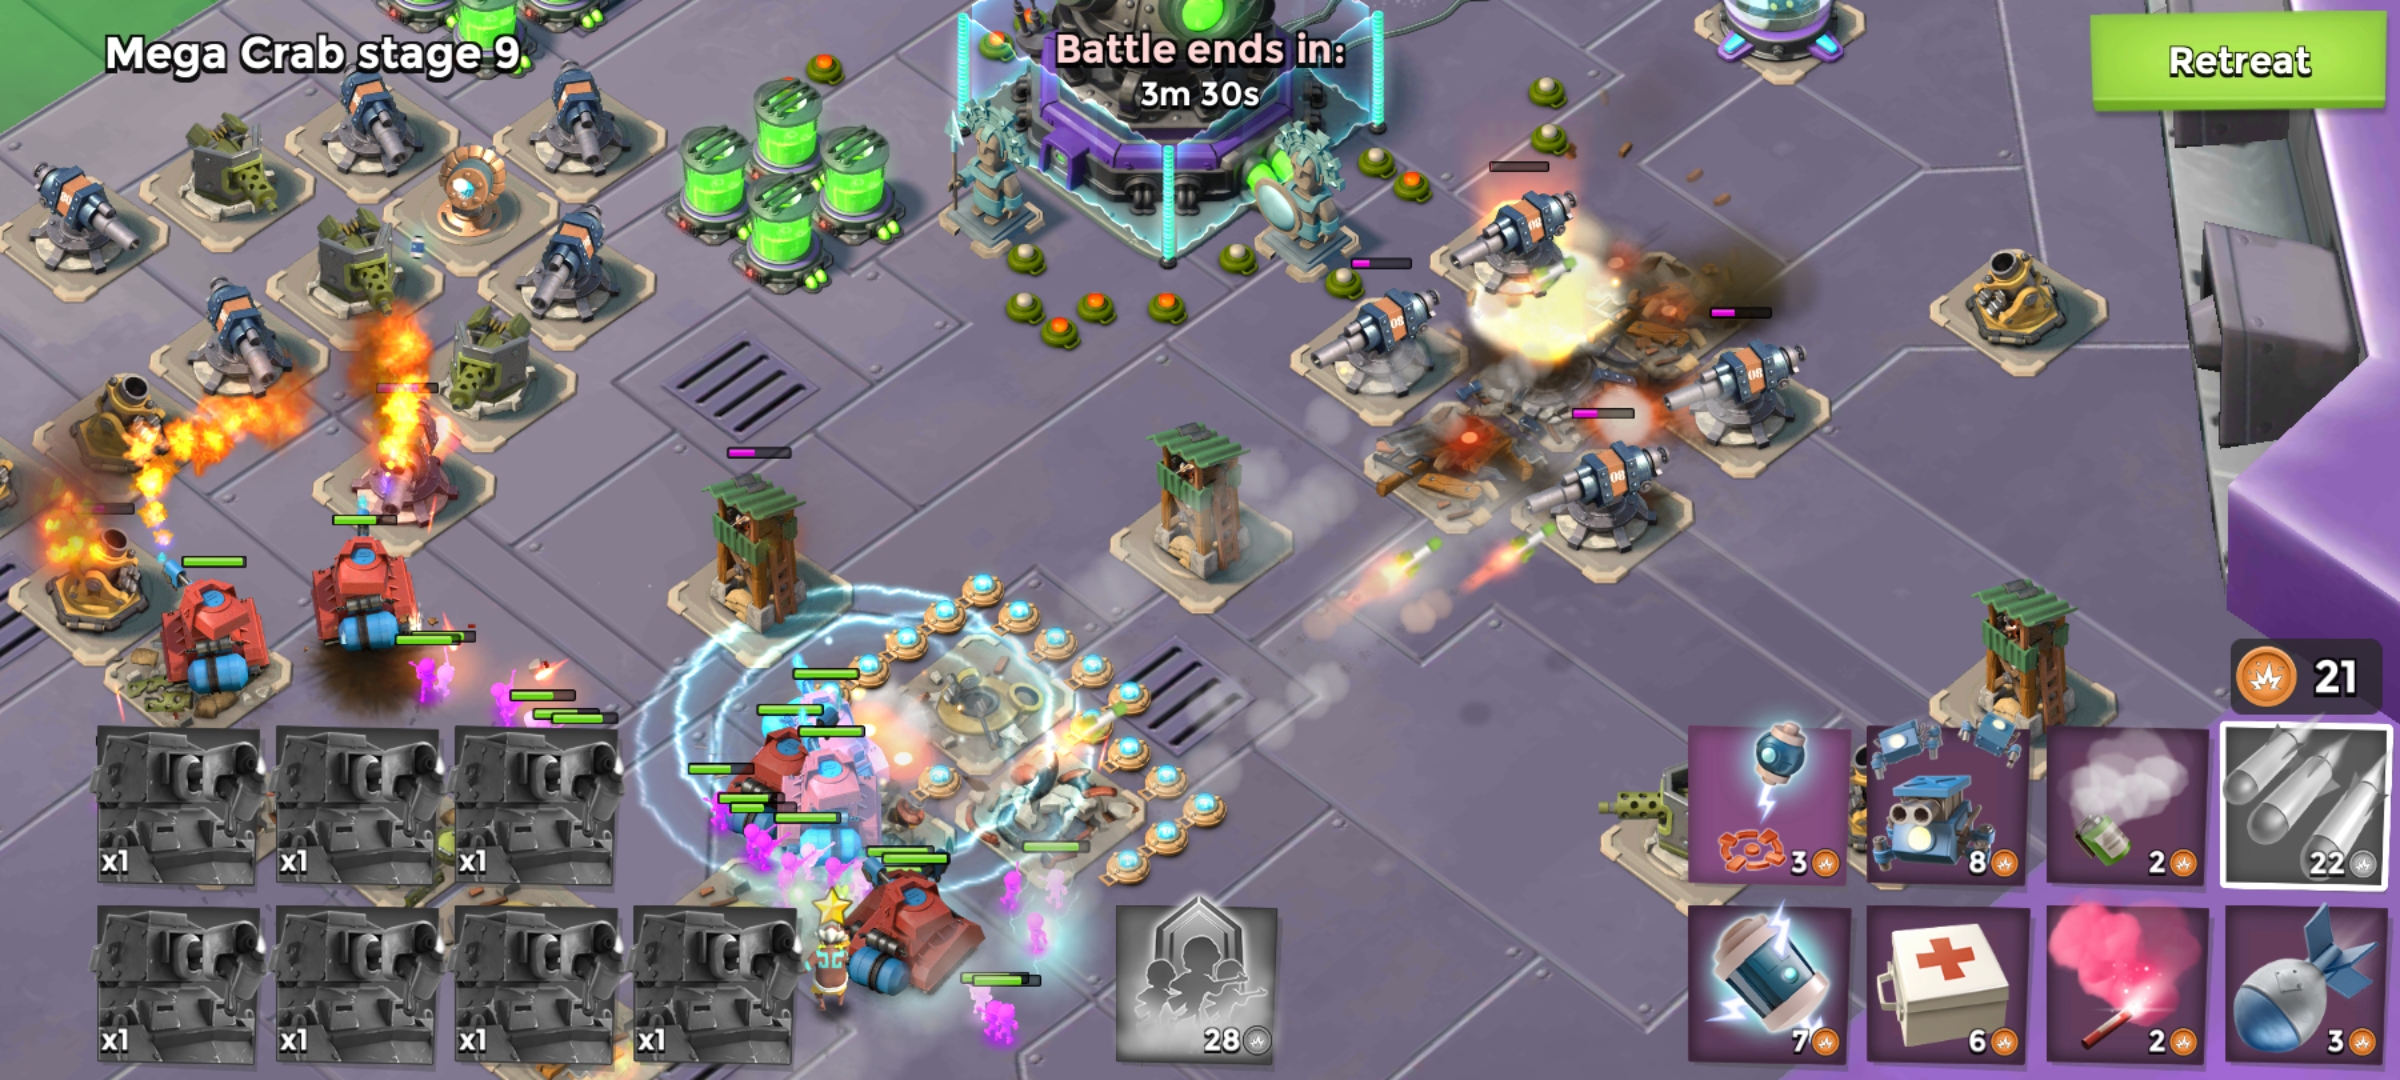 Mega Crab stage 9
Battle ends in:
3m 30s
Retreat
21
x1
x1
x1
3
8
2
22
x1
x1
x1
x1
28
7
6
2
3